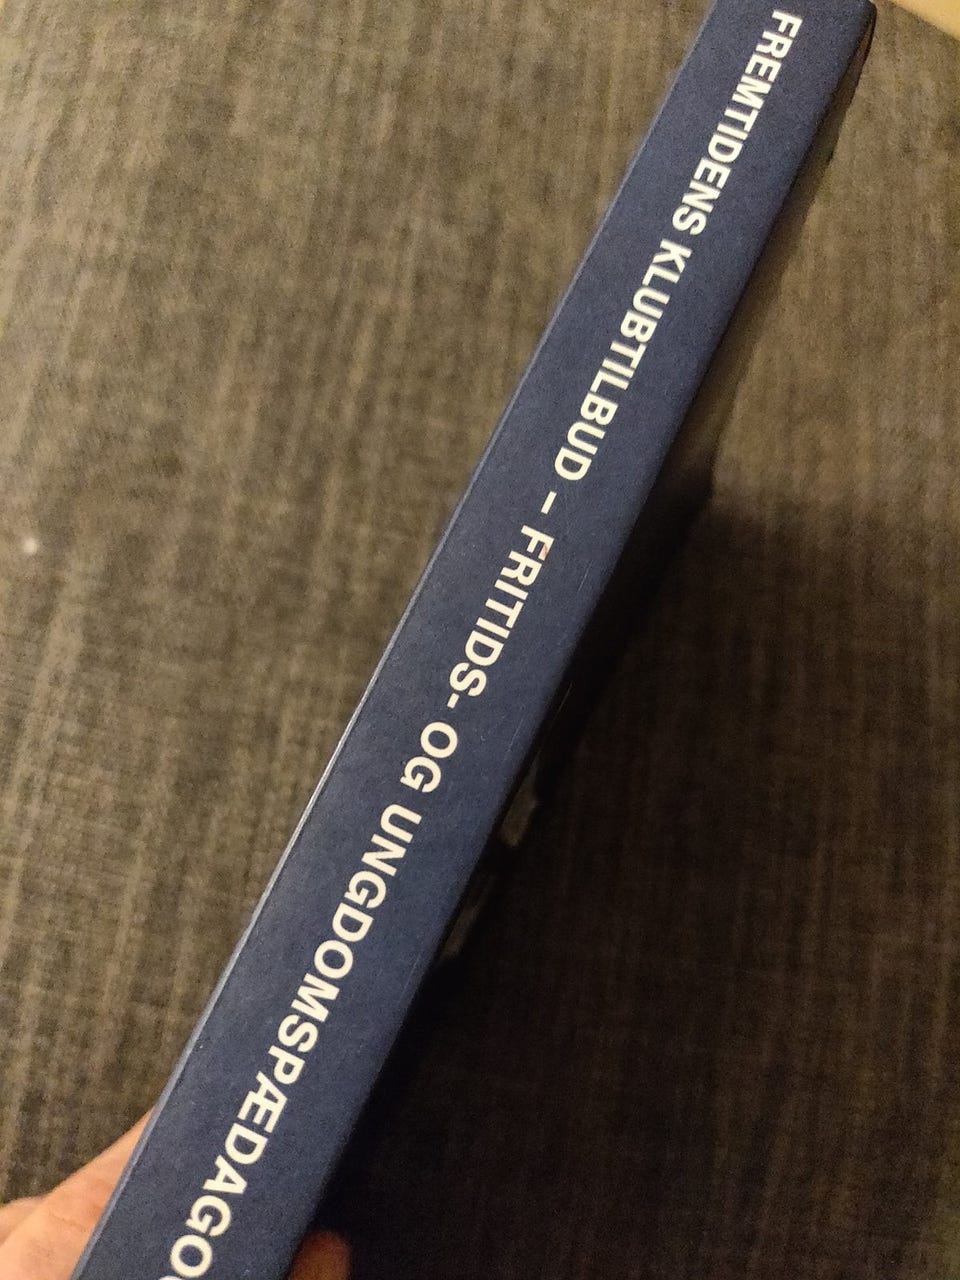 FREMTIDENS KLUBTILBUD - FRITIDS- OG UNGDOMSPÆDAGO